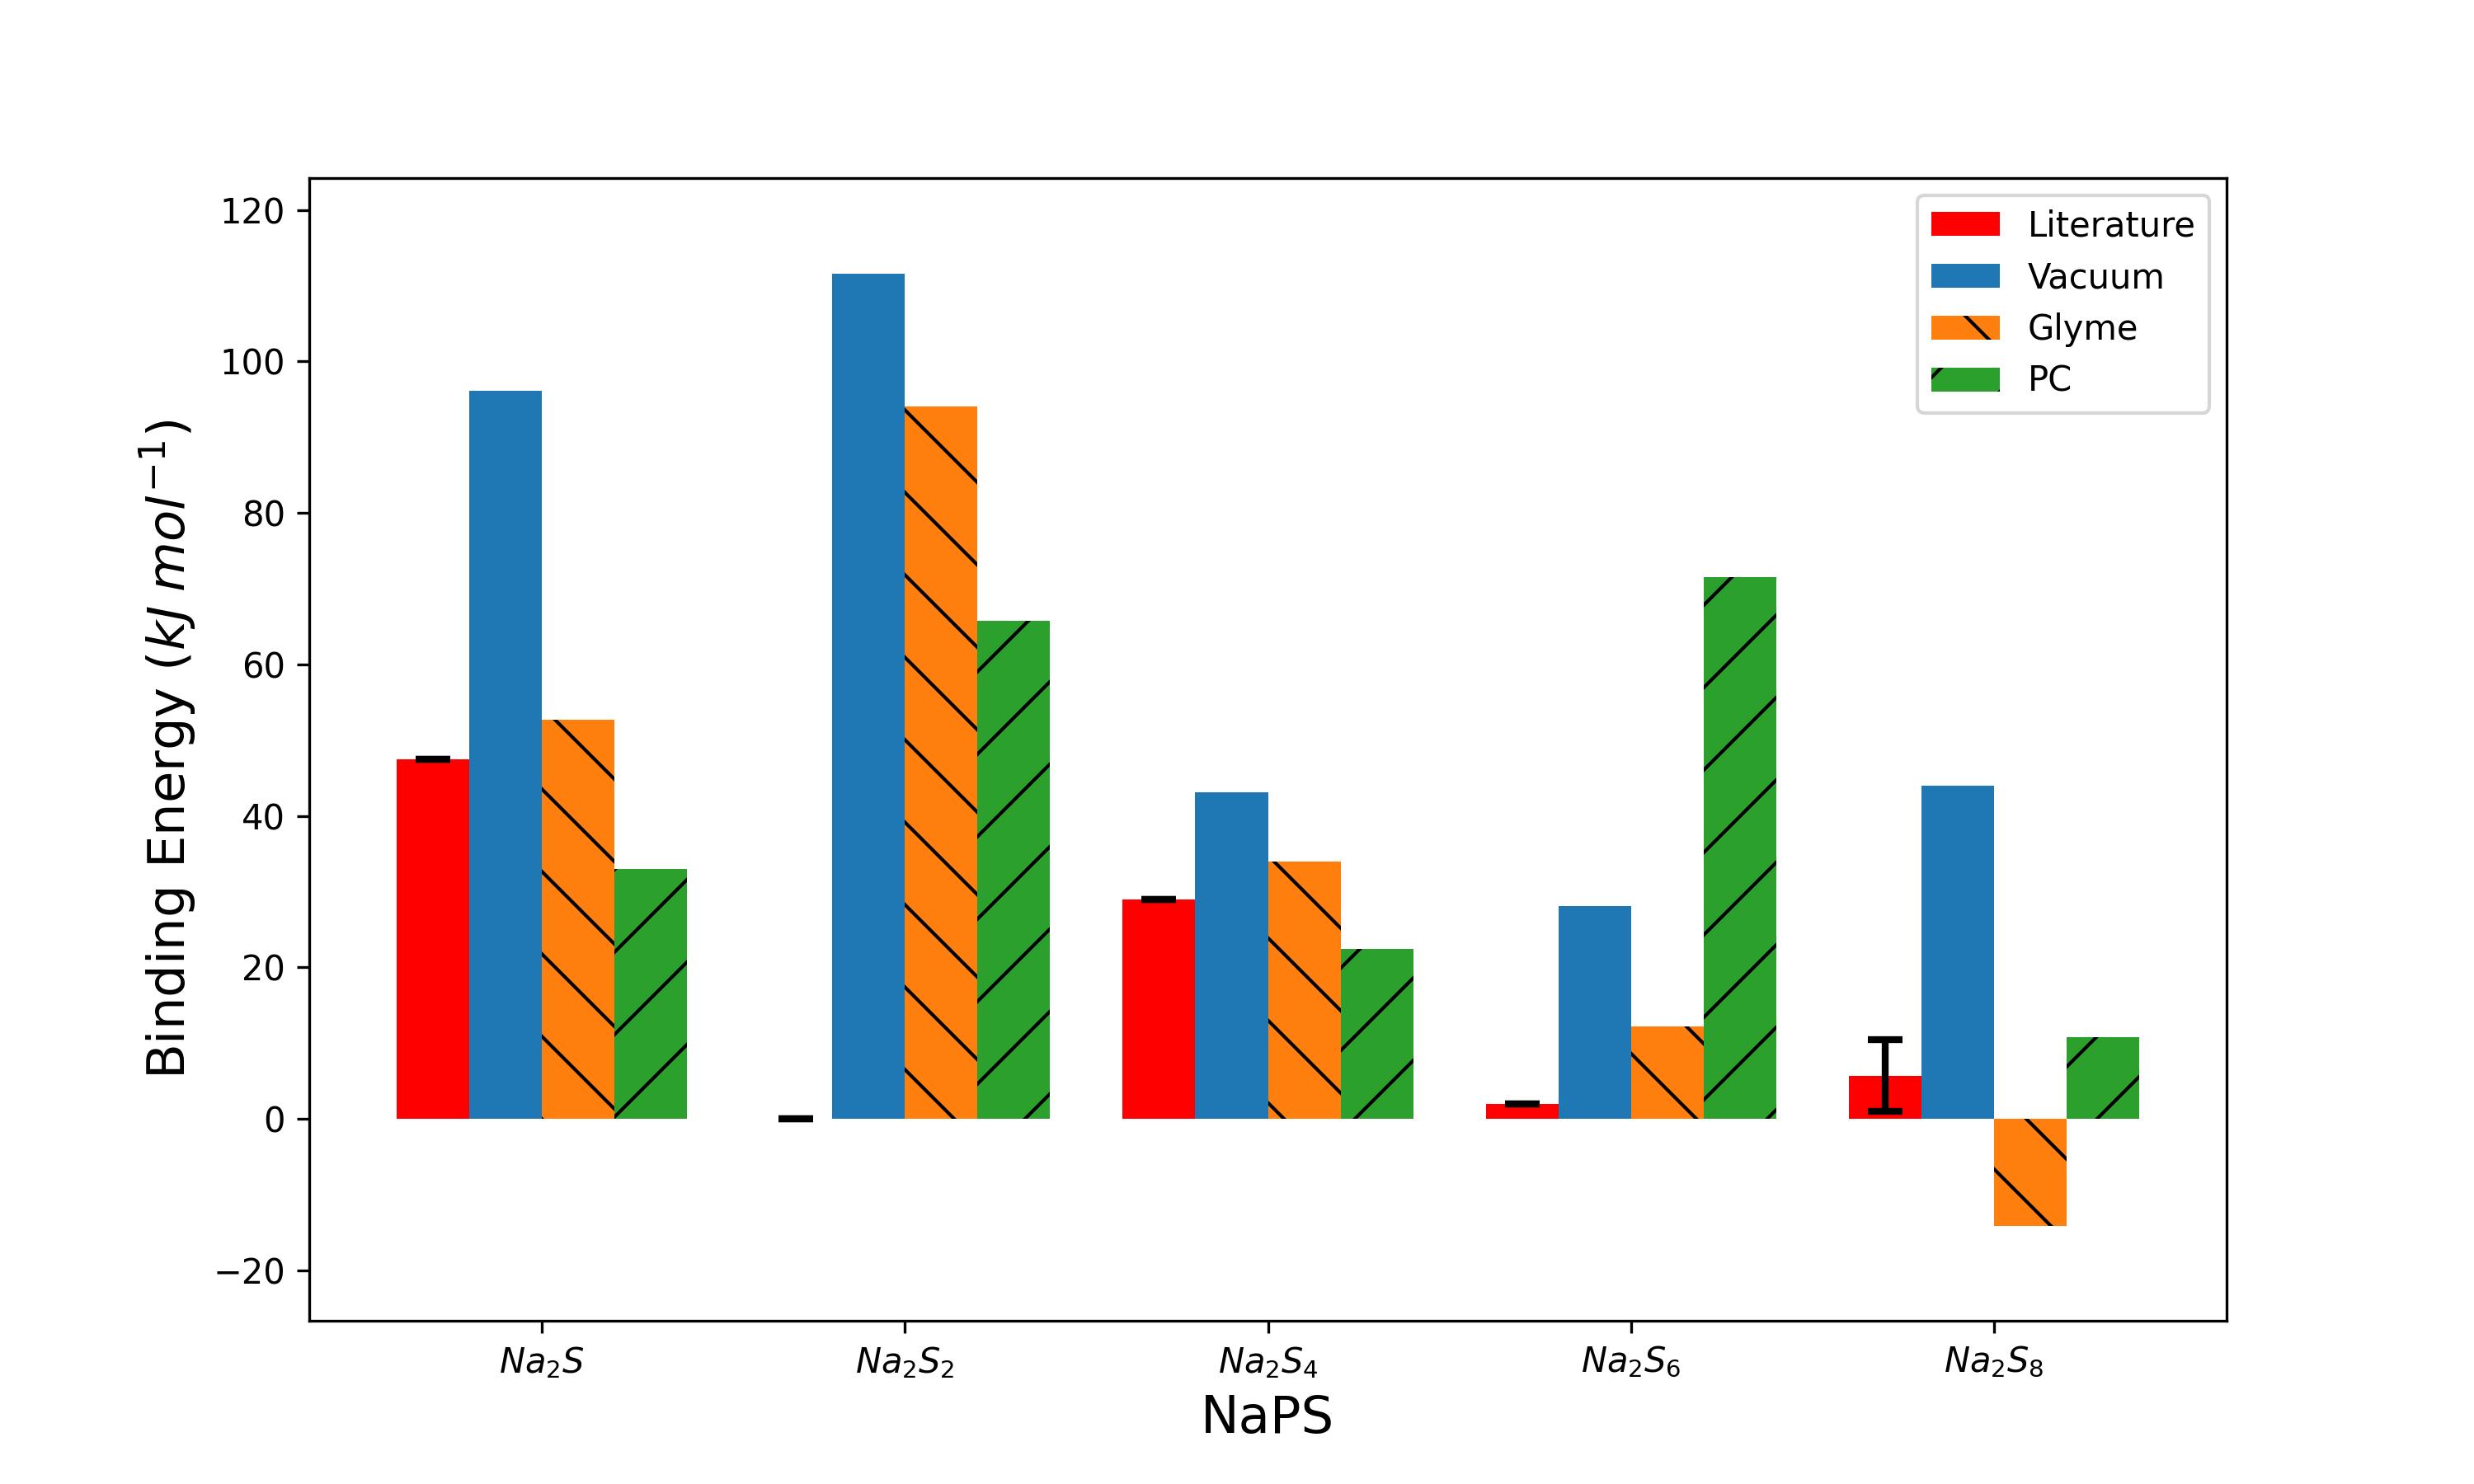 120
100
80
60
40
20
0
−20
Binding Energy (kJ mol⁻¹)
Literature
Vacuum
Glyme
PC
Na₂S
Na₂S₂
Na₂S₄
Na₂S₆
Na₂S₈
NaPS